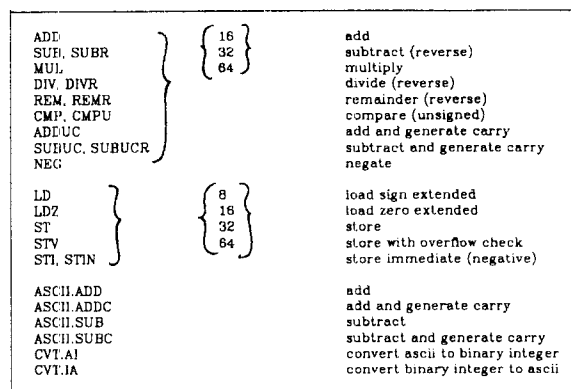 ADD 16 add
SUB, SUBR 32 subtract (reverse)
MUL 64 multiply
DIV, DIVR divide (reverse)
REM, REMR remainder (reverse)
CMP, CMPU compare (unsigned)
ADDUC add and generate carry
SUBUC, SUBUCR subtract and generate carry
NEG negate
LD 8 load sign extended
LDZ 16 load zero extended
ST 32 store
STV 64 store with overflow check
STI, STIN store immediate (negative)
ASCII.ADD add
ASCII.ADDC add and generate carry
ASCII.SUB subtract
ASCII.SUBC subtract and generate carry
CVT.AI convert ascii to binary integer
CVT.IA convert binary integer to ascii